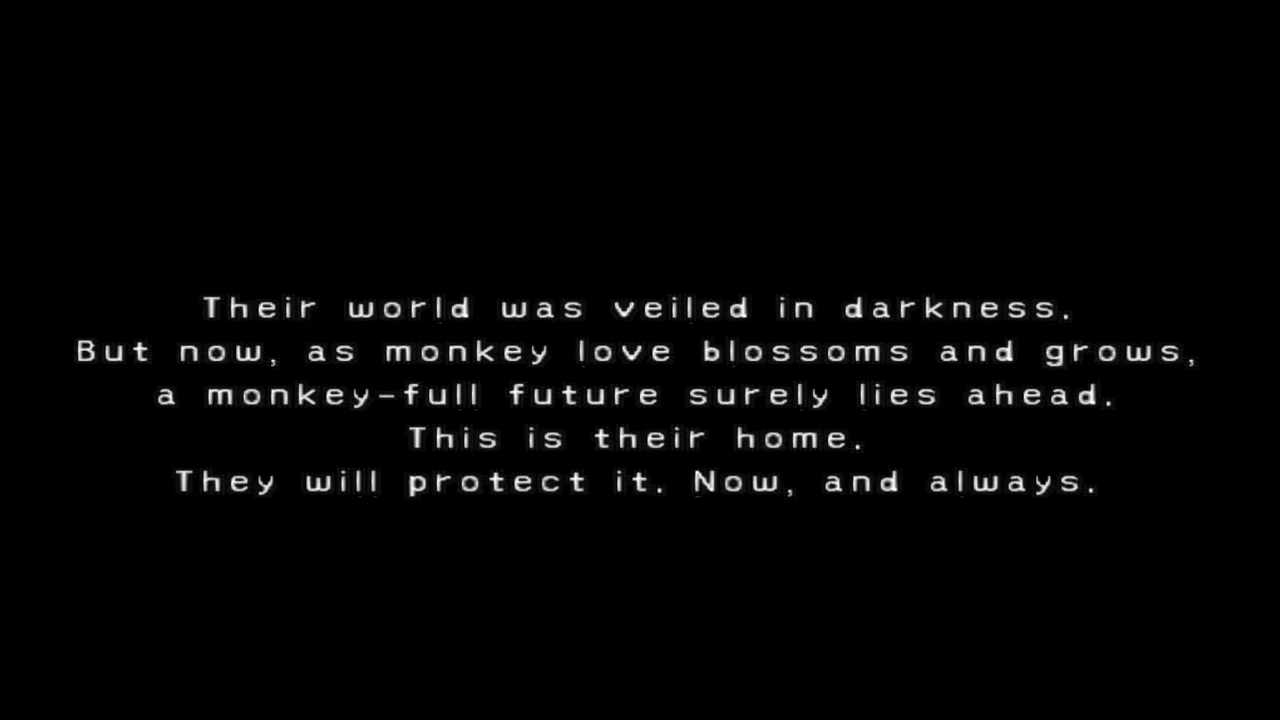 Their world was veiled in darkness.
But now, as monkey love blossoms and grows,
a monkey-full future surely lies ahead.
This is their home.
They will protect it. Now, and always.